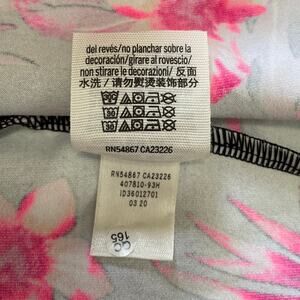 del revés/no planchar sobre la
decoración/girare al rovescio/
non stirare le decorazioni/ 反面
水洗 / 请勿熨烫装饰部分
RN54867 CA23226
RN54867 CA23226
407810-93H
ID36012701
03 20
CC
165